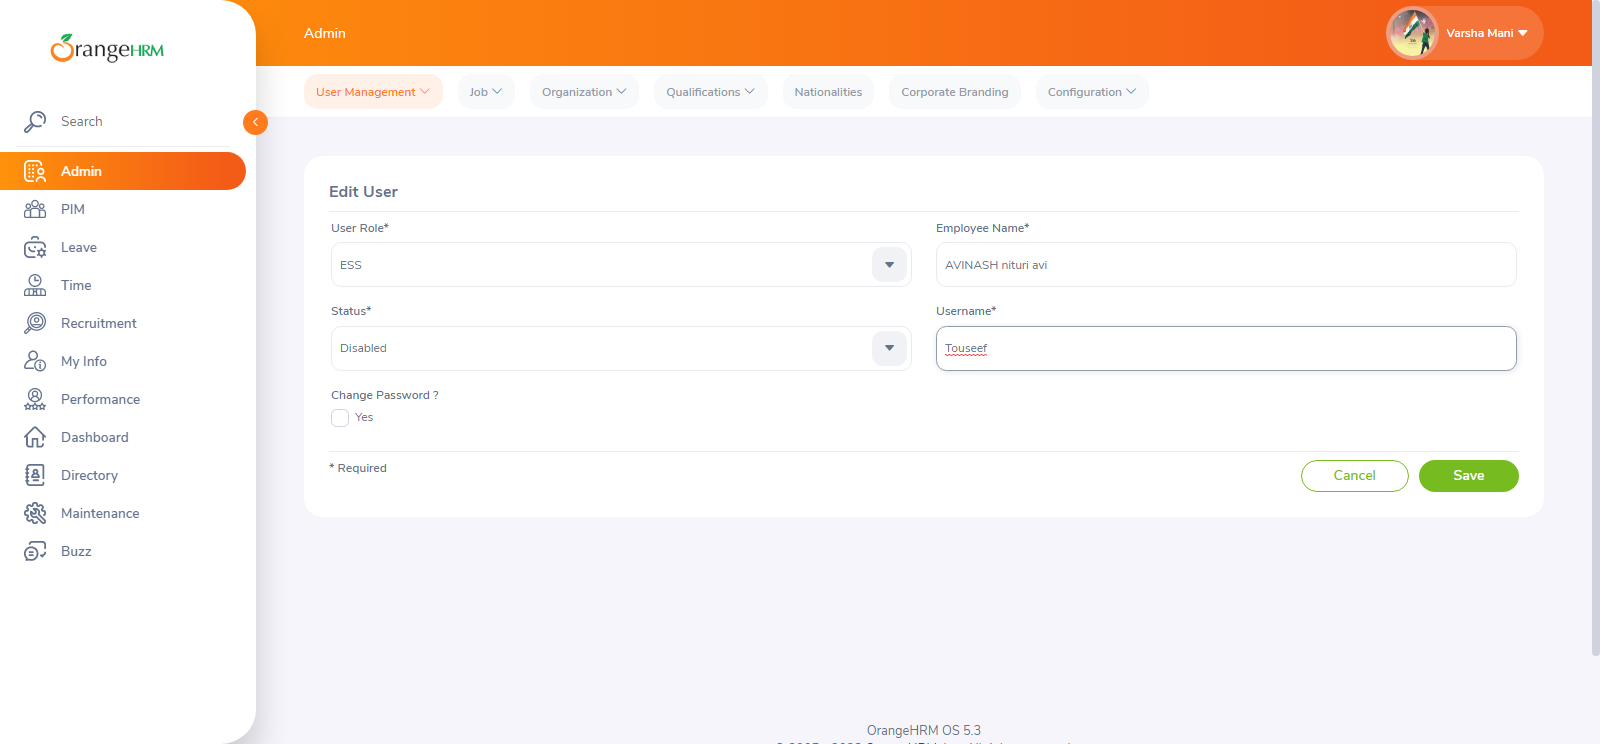 OrangeHRM
Admin
Varsha Mani
User Management
Job
Organization
Qualifications
Nationalities
Corporate Branding
Configuration
Search
Admin
PIM
Leave
Time
Recruitment
My Info
Performance
Dashboard
Directory
Maintenance
Buzz
Edit User
User Role*
Employee Name*
ESS
AVINASH nituri avi
Status*
Username*
Disabled
Touseef
Change Password ?
Yes
* Required
Cancel
Save
OrangeHRM OS 5.3